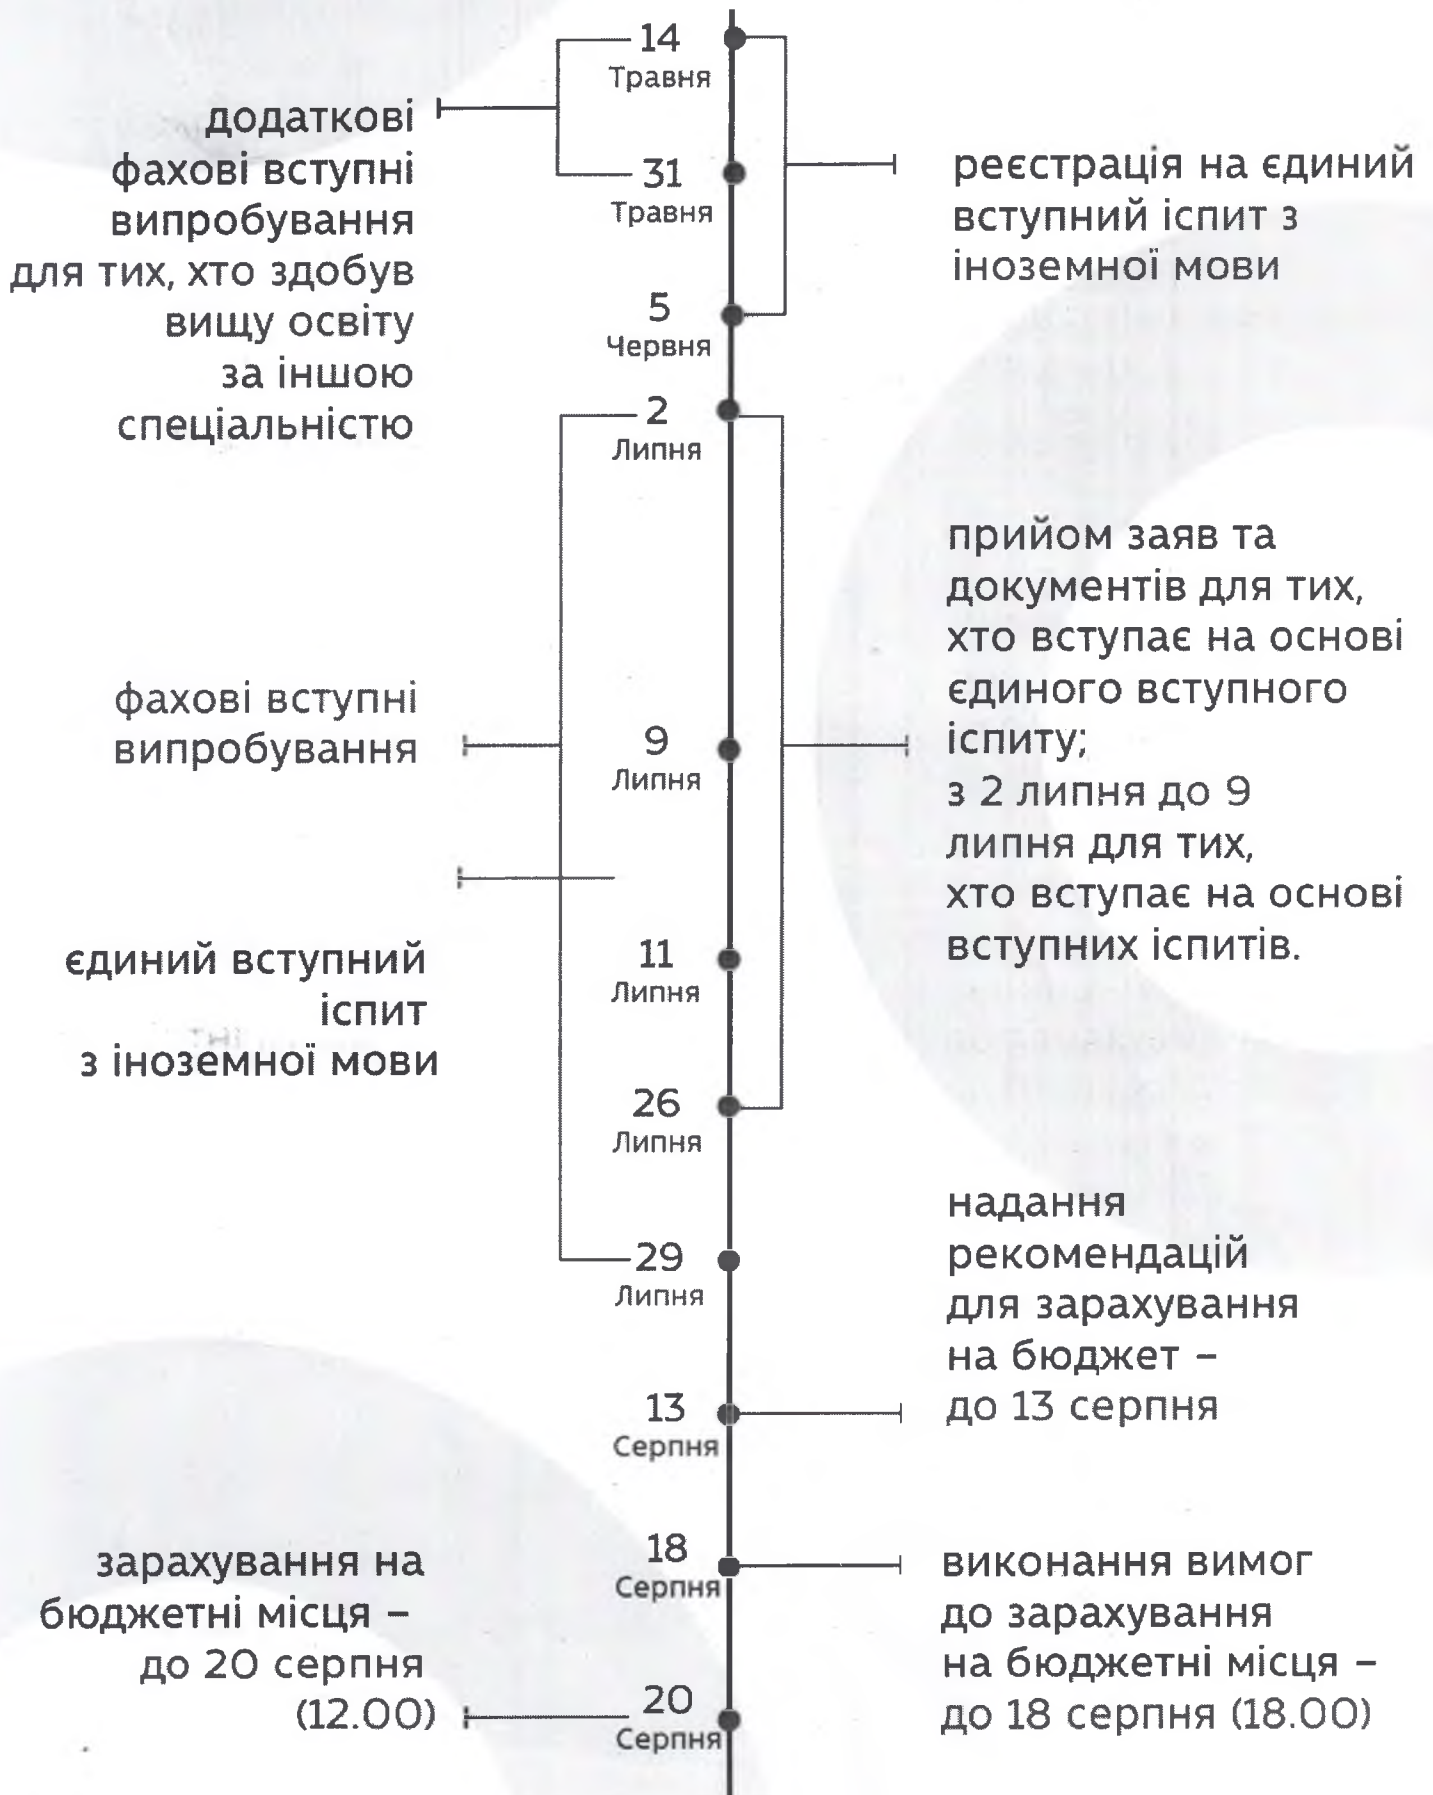 14
Травня
додаткові
фахові вступні
випробування
для тих, хто здобув
вищу освіту
за іншою
спеціальністю
31
Травня
реєстрація на єдиний
вступний іспит з
іноземної мови
5
Червня
2
Липня
прийом заяв та
документів для тих,
хто вступає на основі
єдиного вступного
іспиту;
з 2 липня до 9
липня для тих,
хто вступає на основі
вступних іспитів.
фахові вступні
випробування
9
Липня
єдиний вступний
іспит
з іноземної мови
11
Липня
26
Липня
29
Липня
надання
рекомендацій
для зарахування
на бюджет –
до 13 серпня
13
Серпня
18
Серпня
виконання вимог
до зарахування
на бюджетні місця –
до 18 серпня (18.00)
зарахування на
бюджетні місця –
до 20 серпня
(12.00)
20
Серпня